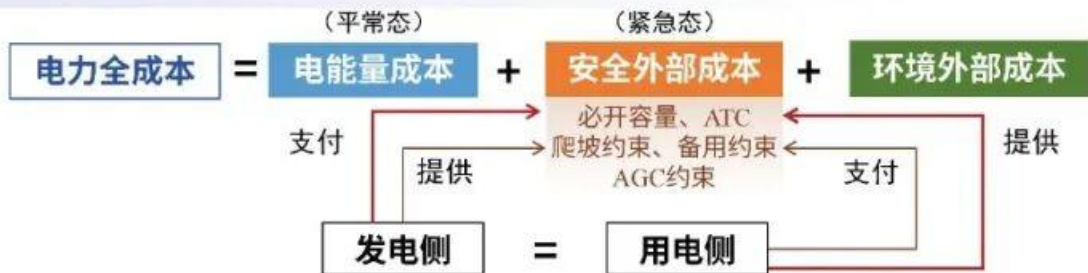 （平常态） （紧急态）
电力全成本 = 电能量成本 + 安全外部成本 + 环境外部成本
必开容量、ATC
支付 爬坡约束、备用约束 提供
提供 AGC约束 支付
发电侧 = 用电侧